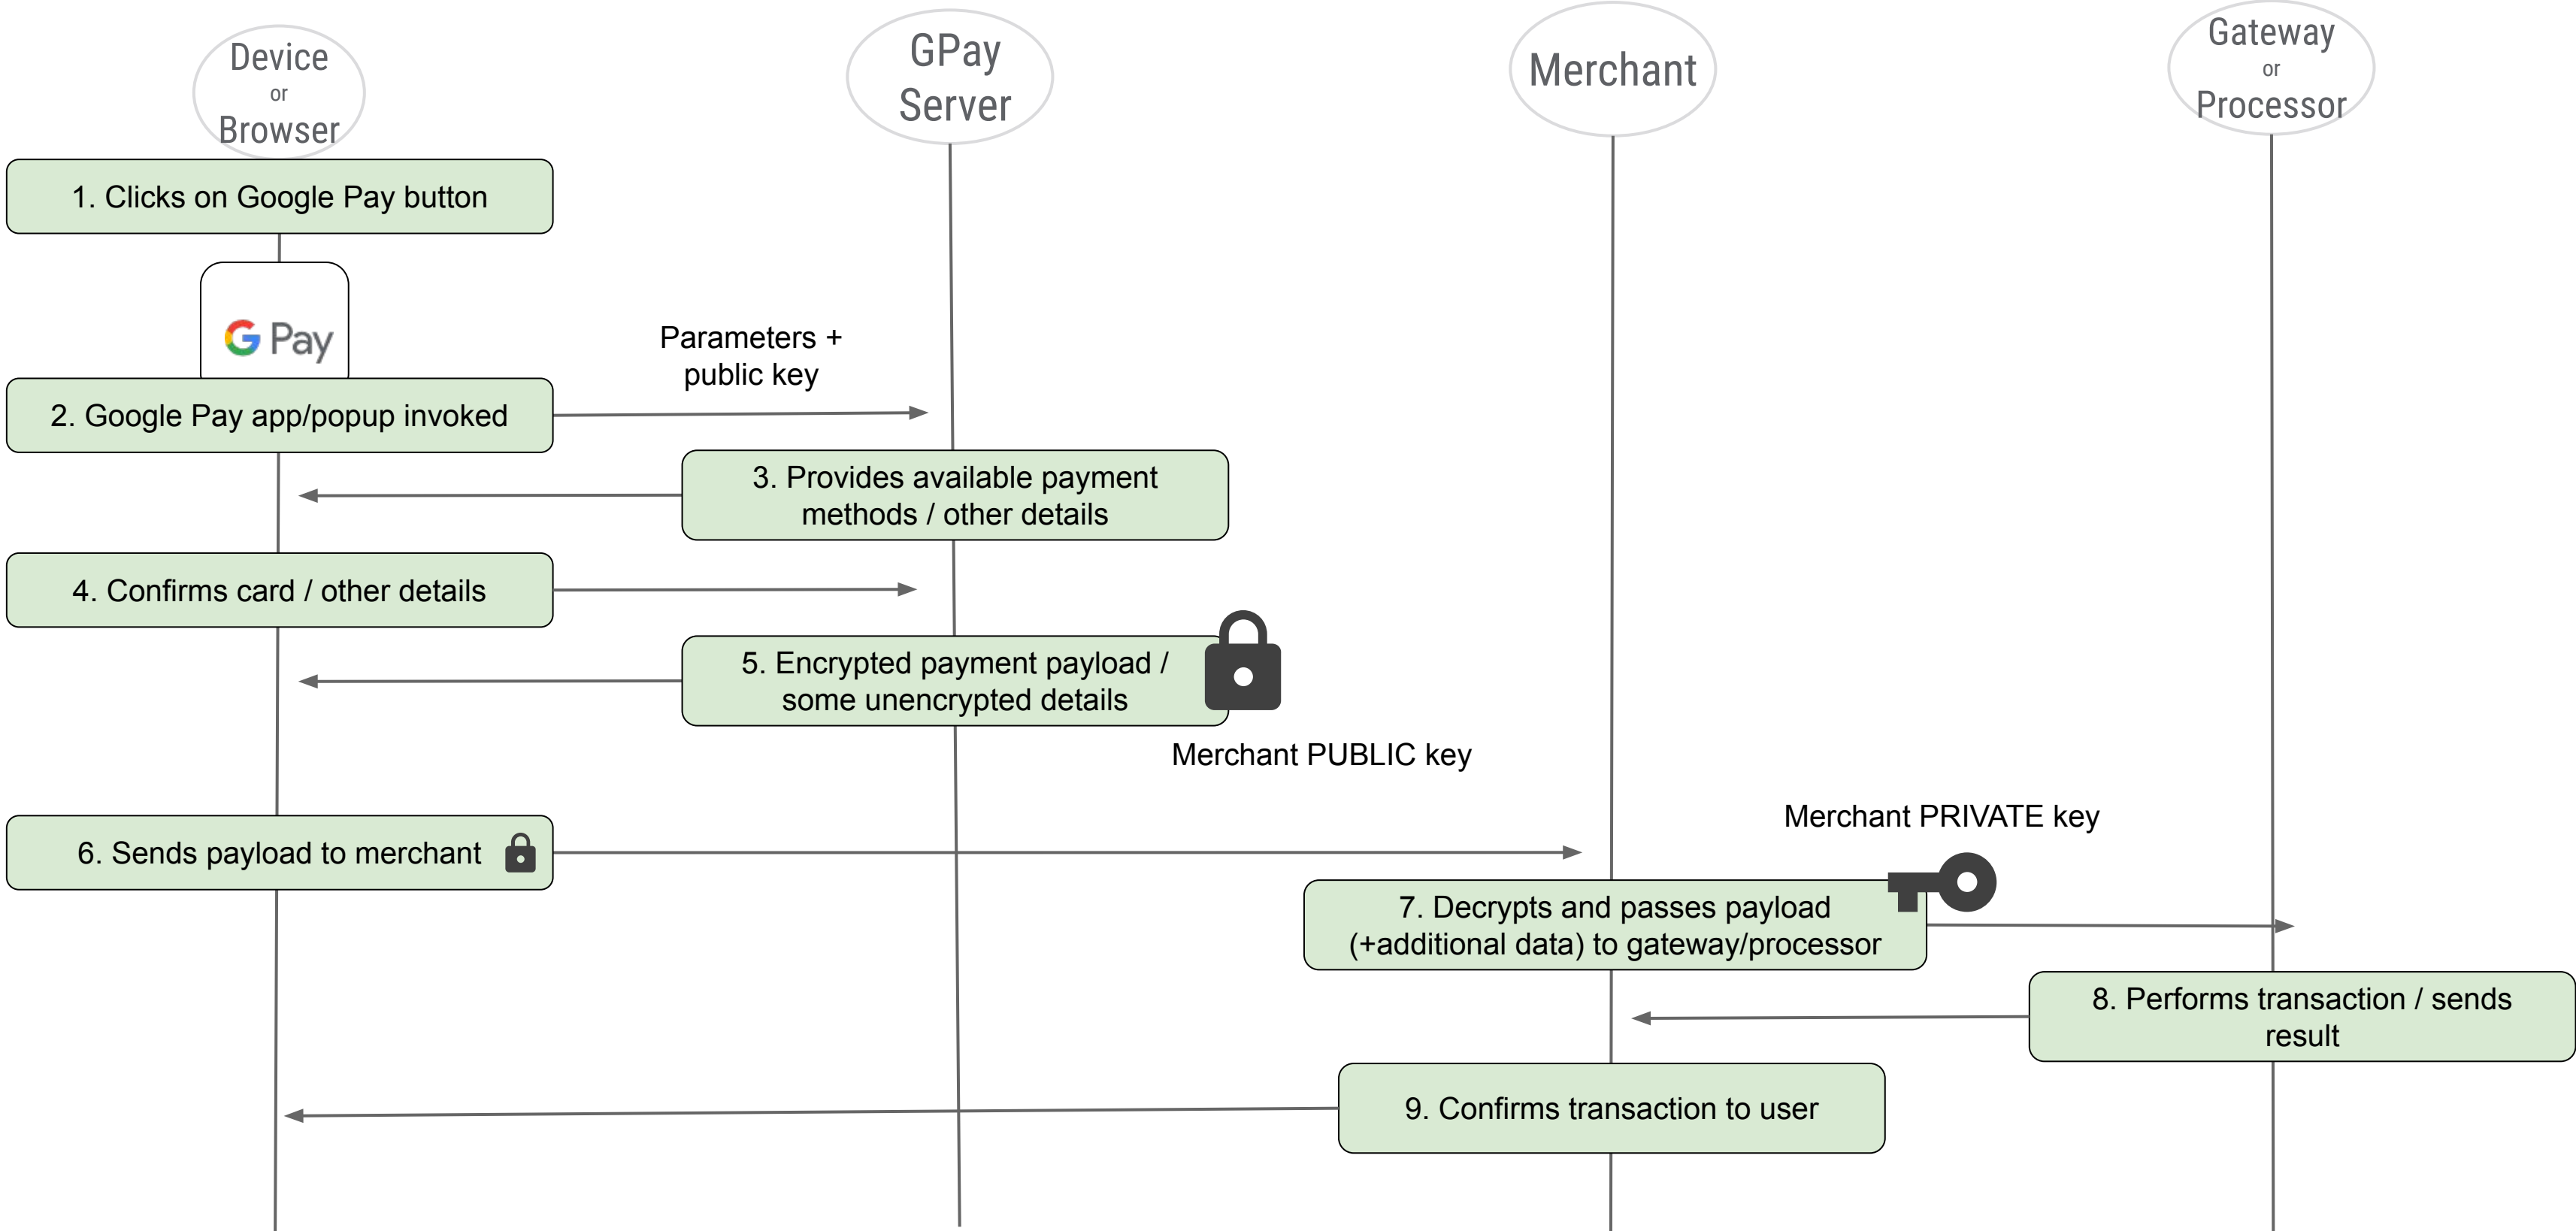 Device
or
Browser
GPay
Server
Merchant
Gateway
or
Processor
1. Clicks on Google Pay button
G Pay
Parameters +
public key
2. Google Pay app/popup invoked
3. Provides available payment
methods / other details
4. Confirms card / other details
5. Encrypted payment payload /
some unencrypted details
Merchant PUBLIC key
Merchant PRIVATE key
6. Sends payload to merchant
7. Decrypts and passes payload
(+additional data) to gateway/processor
8. Performs transaction / sends
result
9. Confirms transaction to user